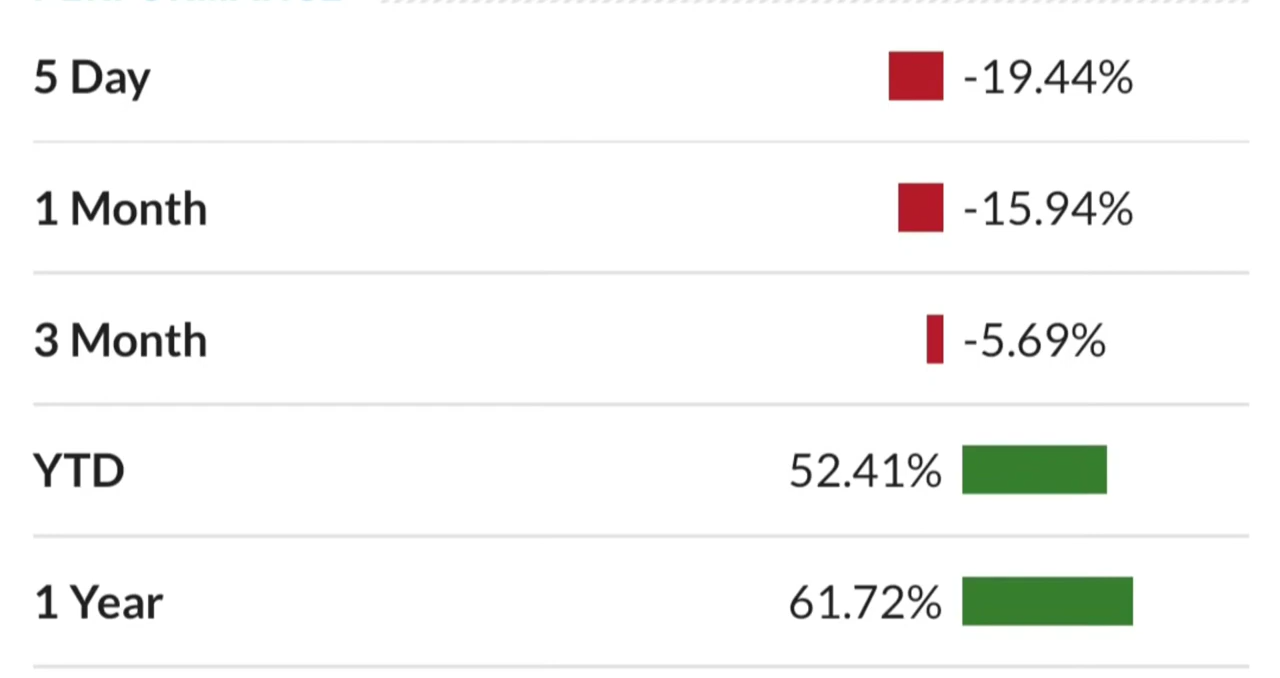 5 Day -19.44%
1 Month -15.94%
3 Month -5.69%
YTD 52.41%
1 Year 61.72%